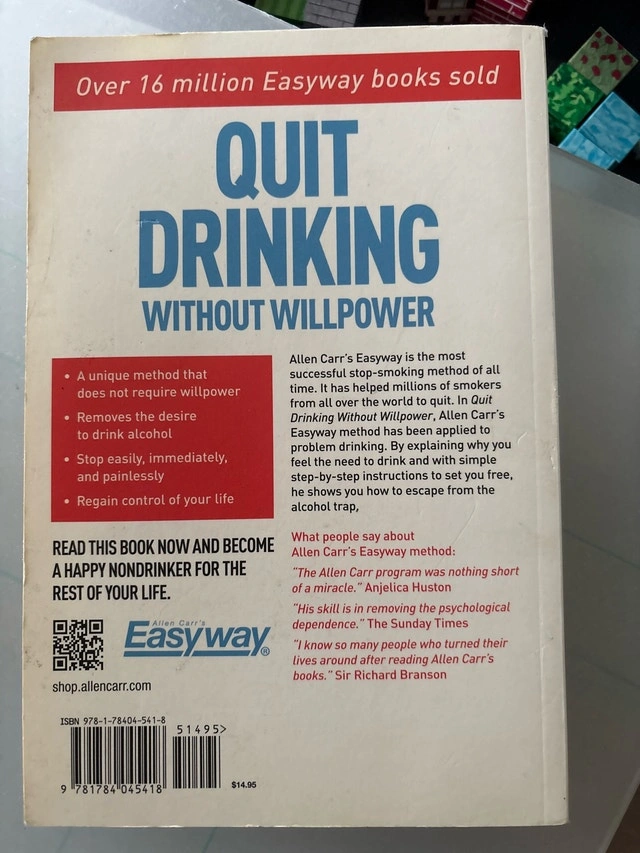 Over 16 million Easyway books sold
QUIT
DRINKING
WITHOUT WILLPOWER
• A unique method that
does not require willpower
• Removes the desire
to drink alcohol
• Stop easily, immediately,
and painlessly
• Regain control of your life
READ THIS BOOK NOW AND BECOME
A HAPPY NONDRINKER FOR THE
REST OF YOUR LIFE.
Allen Carr's
Easyway®
shop.allencarr.com
Allen Carr's Easyway is the most
successful stop-smoking method of all
time. It has helped millions of smokers
from all over the world to quit. In Quit
Drinking Without Willpower, Allen Carr's
Easyway method has been applied to
problem drinking. By explaining why you
feel the need to drink and with simple
step-by-step instructions to set you free,
he shows you how to escape from the
alcohol trap,
What people say about
Allen Carr's Easyway method:
"The Allen Carr program was nothing short
of a miracle." Anjelica Huston
"His skill is in removing the psychological
dependence." The Sunday Times
"I know so many people who turned their
lives around after reading Allen Carr's
books." Sir Richard Branson
ISBN 978-1-78404-541-8
51495>
9 781784 045418
$14.95